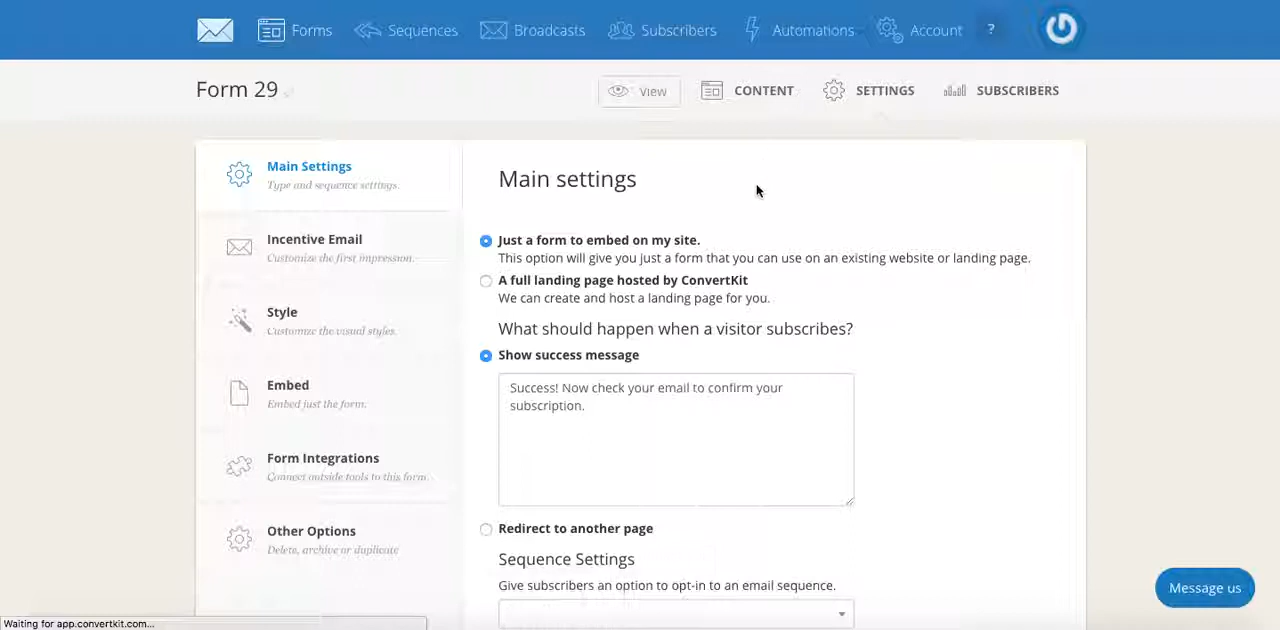 Forms Sequences Broadcasts Subscribers Automations Account ?
Form 29 View CONTENT SETTINGS SUBSCRIBERS
Main Settings
Type and sequence settings.
Incentive Email
Customize the first impression.
Style
Customize the visual styles.
Embed
Embed just the form.
Form Integrations
Connect outside tools to this form
Other Options
Delete, archive or duplicate
Main settings
Just a form to embed on my site.
This option will give you just a form that you can use on an existing website or landing page.
A full landing page hosted by ConvertKit
We can create and host a landing page for you.
What should happen when a visitor subscribes?
Show success message
Success! Now check your email to confirm your
subscription.
Redirect to another page
Sequence Settings
Give subscribers an option to opt-in to an email sequence.
Message us
Waiting for app.convertkit.com...